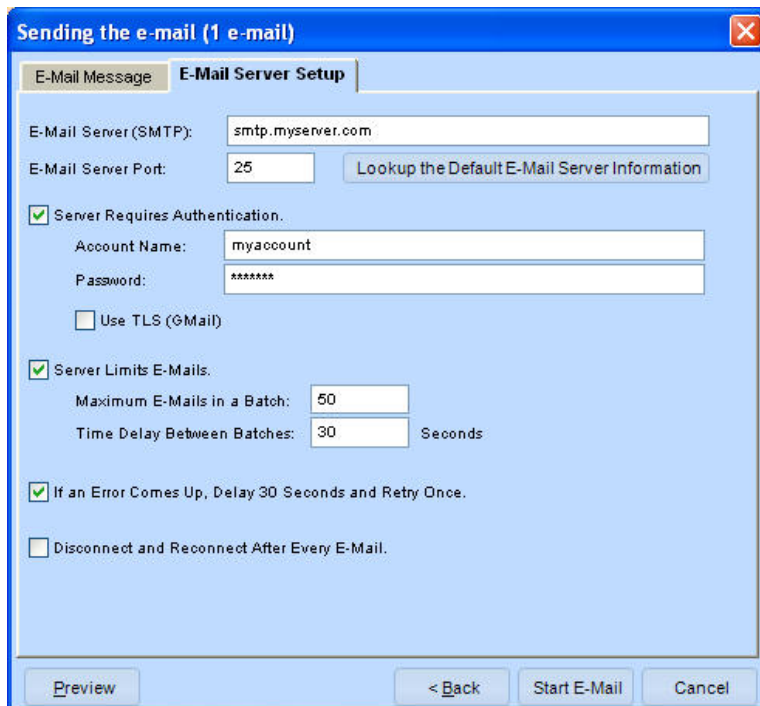 Sending the e-mail (1 e-mail)
E-Mail Message
E-Mail Server Setup
E-Mail Server (SMTP): smtp.myserver.com
E-Mail Server Port: 25 Lookup the Default E-Mail Server Information
Server Requires Authentication.
Account Name: myaccount
Password: *******
Use TLS (GMail)
Server Limits E-Mails.
Maximum E-Mails in a Batch: 50
Time Delay Between Batches: 30 Seconds
If an Error Comes Up, Delay 30 Seconds and Retry Once.
Disconnect and Reconnect After Every E-Mail.
Preview < Back Start E-Mail Cancel